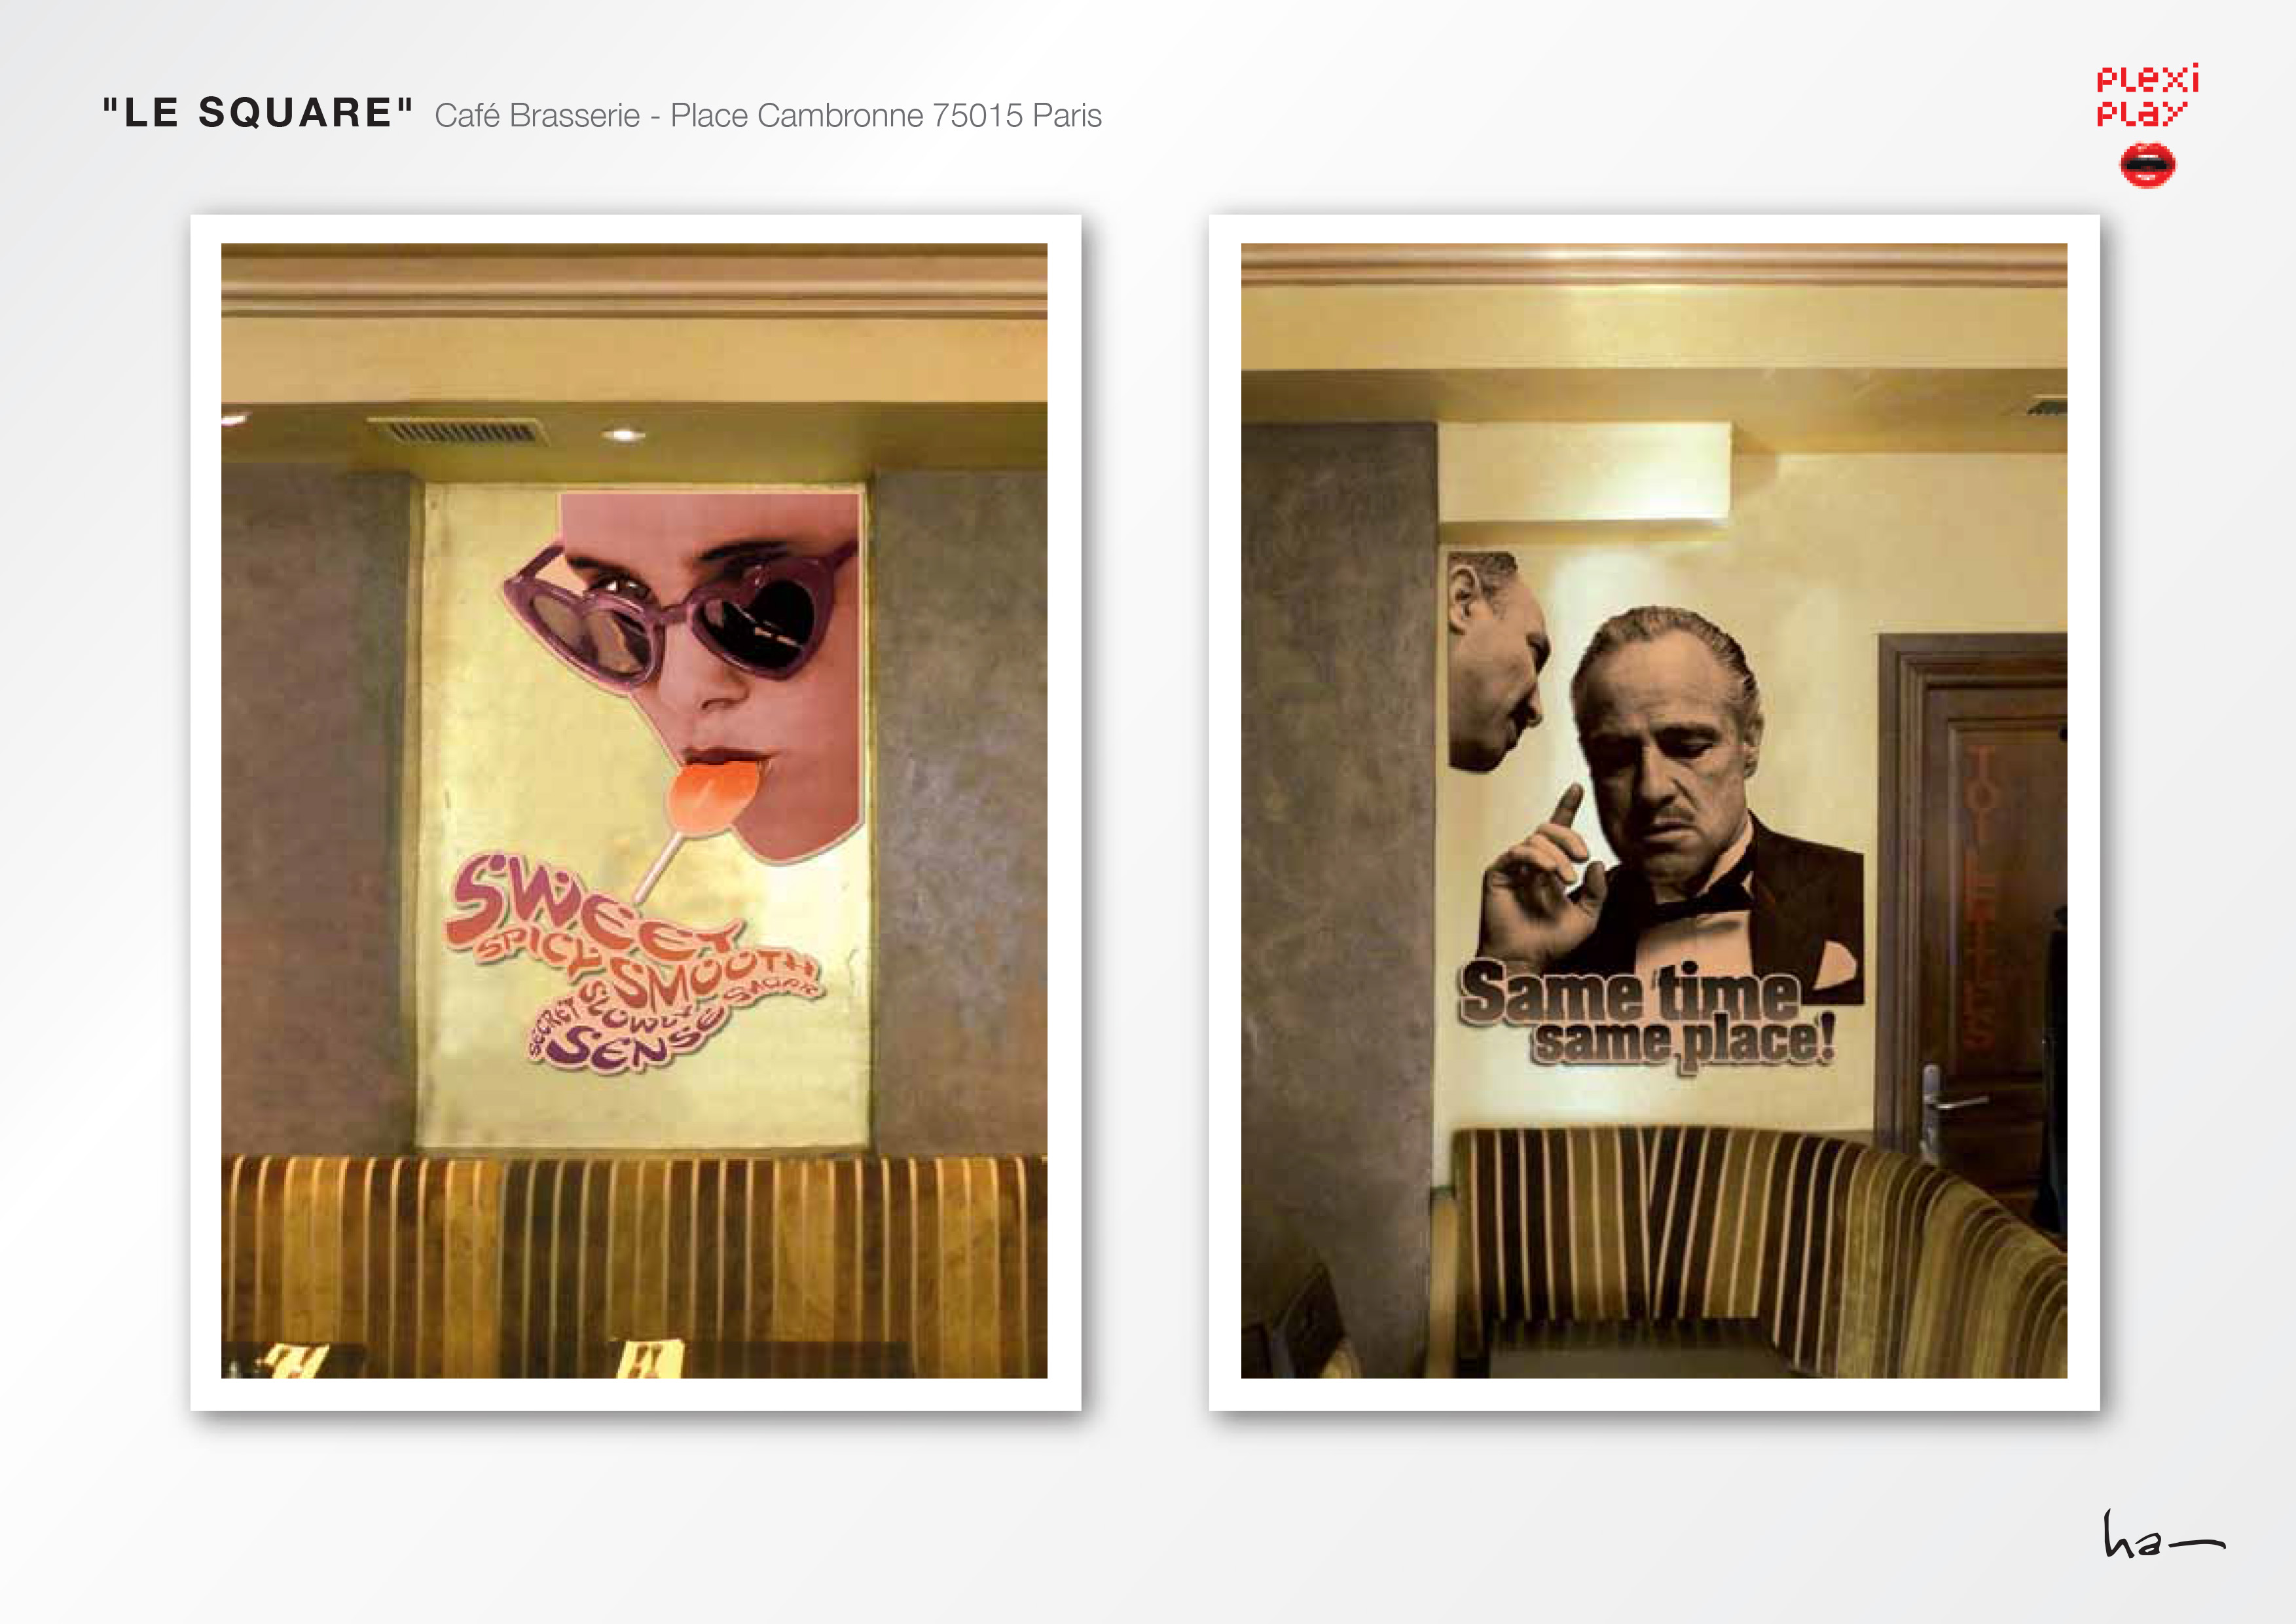 "LE SQUARE" Café Brasserie - Place Cambronne 75015 Paris
plexi
play
SWEET
SPICY SMOOTH
SLOWLY
SECRET
SENSE
Same time
same place!
TOILETTES
ha